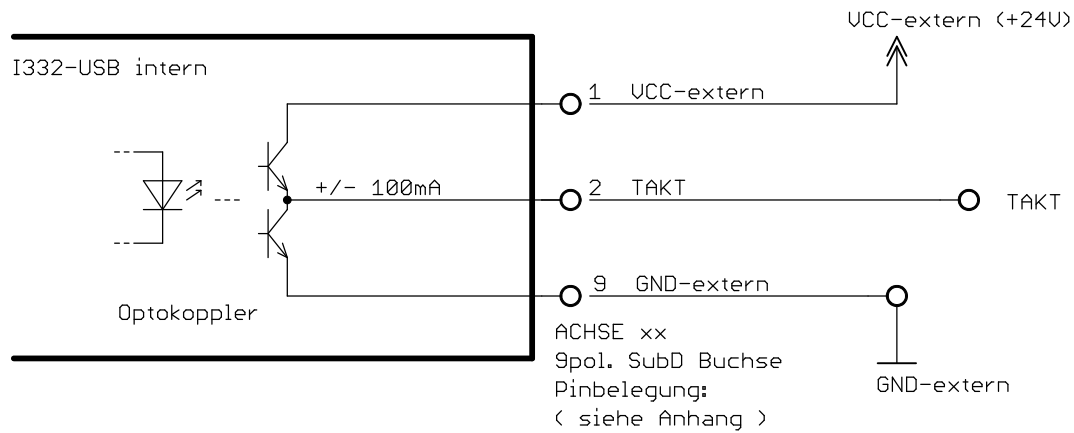 VCC-extern (+24V)
I332-USB intern
1 VCC-extern
+/- 100mA
2 TAKT
TAKT
9 GND-extern
Optokoppler
ACHSE xx
9pol. SubD Buchse
Pinbelegung:
( siehe Anhang )
GND-extern